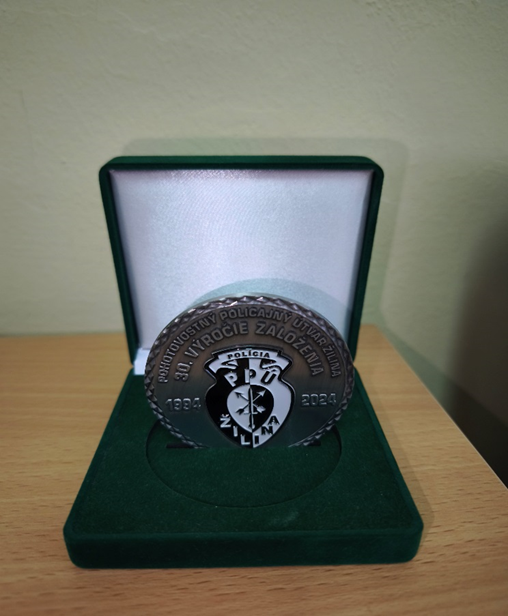 POHOTOVOSTNÝ POLICAJNÝ ÚTVAR ŽILINA
30. VÝROČIE ZALOŽENIA
POLÍCIA
PPÚ
1994 2024
ŽILINA